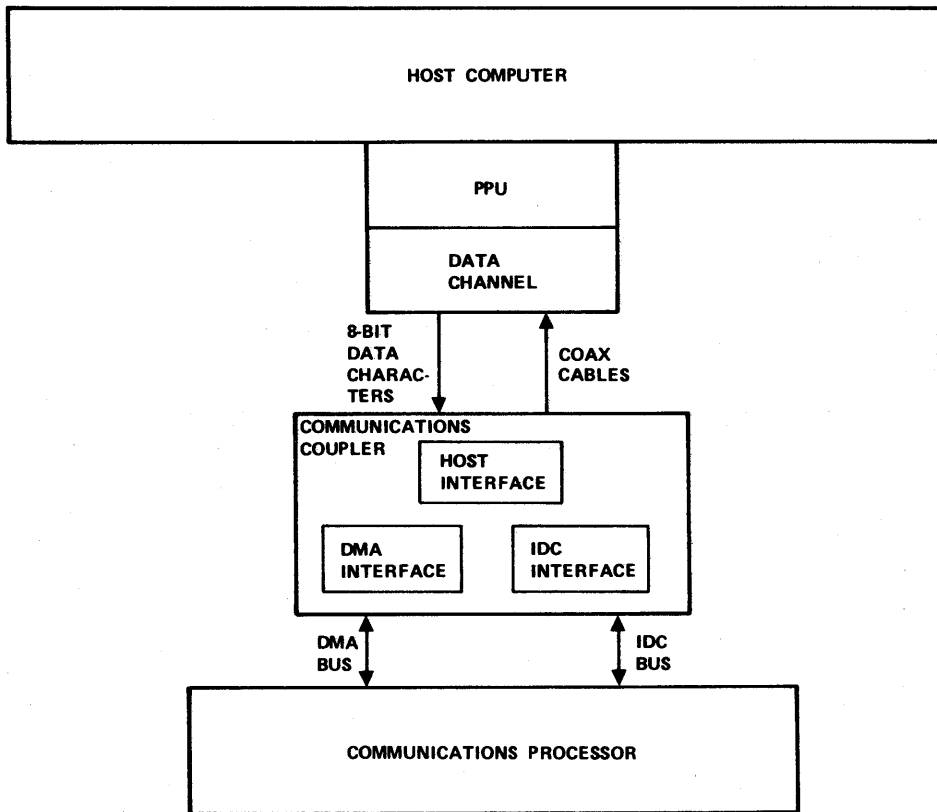 HOST COMPUTER
PPU
DATA
CHANNEL
8-BIT
DATA
CHARAC-
TERS
COAX
CABLES
COMMUNICATIONS
COUPLER
HOST
INTERFACE
DMA
INTERFACE
IDC
INTERFACE
DMA
BUS
IDC
BUS
COMMUNICATIONS PROCESSOR